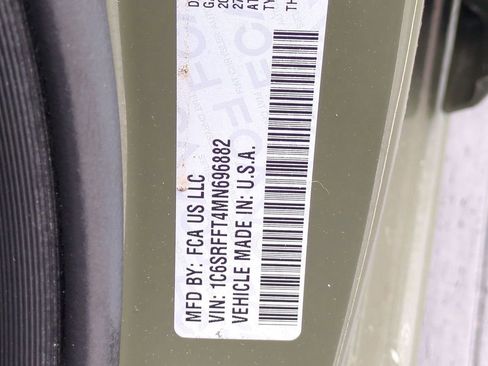 MFD BY: FCA US LLC
VIN: 1C6SRFFT4MN696882
VEHICLE MADE IN: U.S.A.